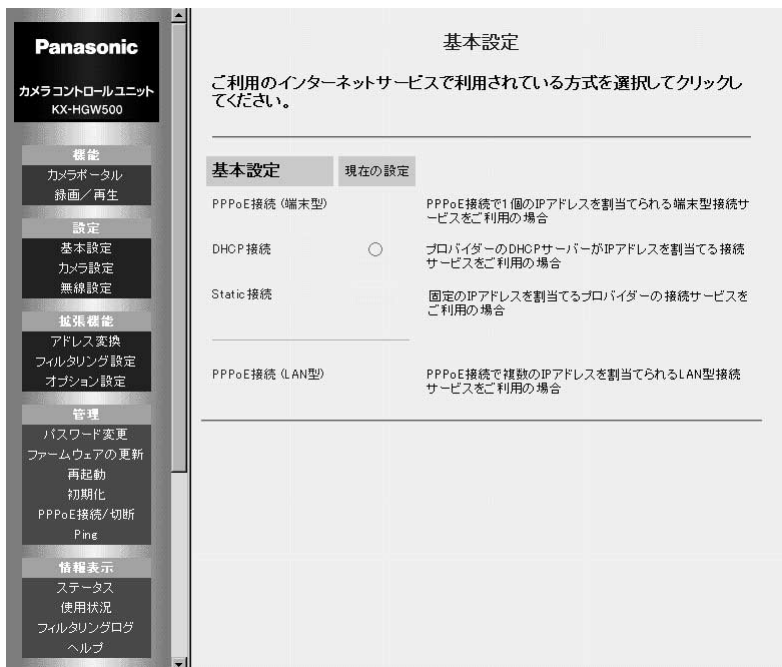 Panasonic
カメラコントロールユニット
KX-HGW500
機能
カメラポータル
録画／再生
設定
基本設定
カメラ設定
無線設定
拡張機能
アドレス変換
フィルタリング設定
オプション設定
管理
パスワード変更
ファームウェアの更新
再起動
初期化
PPPoE接続/切断
Ping
情報表示
ステータス
使用状況
フィルタリングログ
ヘルプ
基本設定
ご利用のインターネットサービスで利用されている方式を選択してクリックし
てください。
基本設定 現在の設定
PPPoE接続 (端末型) PPPoE接続で1個のIPアドレスを割当てられる端末型接続サ
ービスをご利用の場合
DHCP接続 ○ プロバイダーのDHCPサーバーがIPアドレスを割当てる接続
サービスをご利用の場合
Static接続 固定のIPアドレスを割当てるプロバイダーの接続サービスを
ご利用の場合
PPPoE接続 (LAN型) PPPoE接続で複数のIPアドレスを割当てられるLAN型接続
サービスをご利用の場合